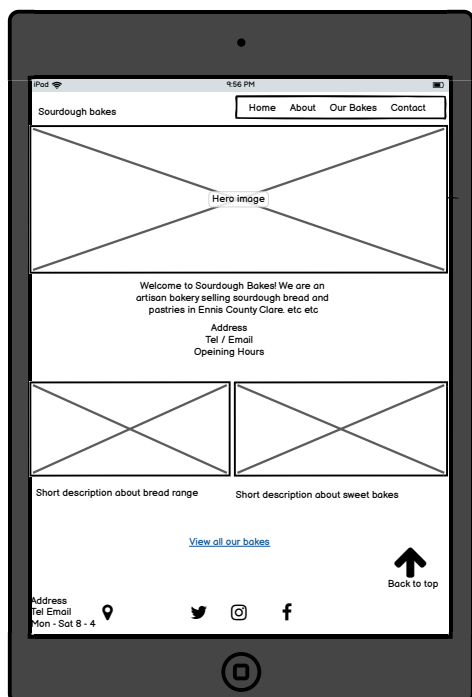 iPad 9:56 PM
Sourdough bakes
Home About Our Bakes Contact
Hero image
Welcome to Sourdough Bakes! We are an
artisan bakery selling sourdough bread and
pastries in Ennis County Clare. etc etc
Address
Tel / Email
Opeining Hours
Short description about bread range
Short description about sweet bakes
View all our bakes
Back to top
Address
Tel Email
Mon - Sat 8 - 4